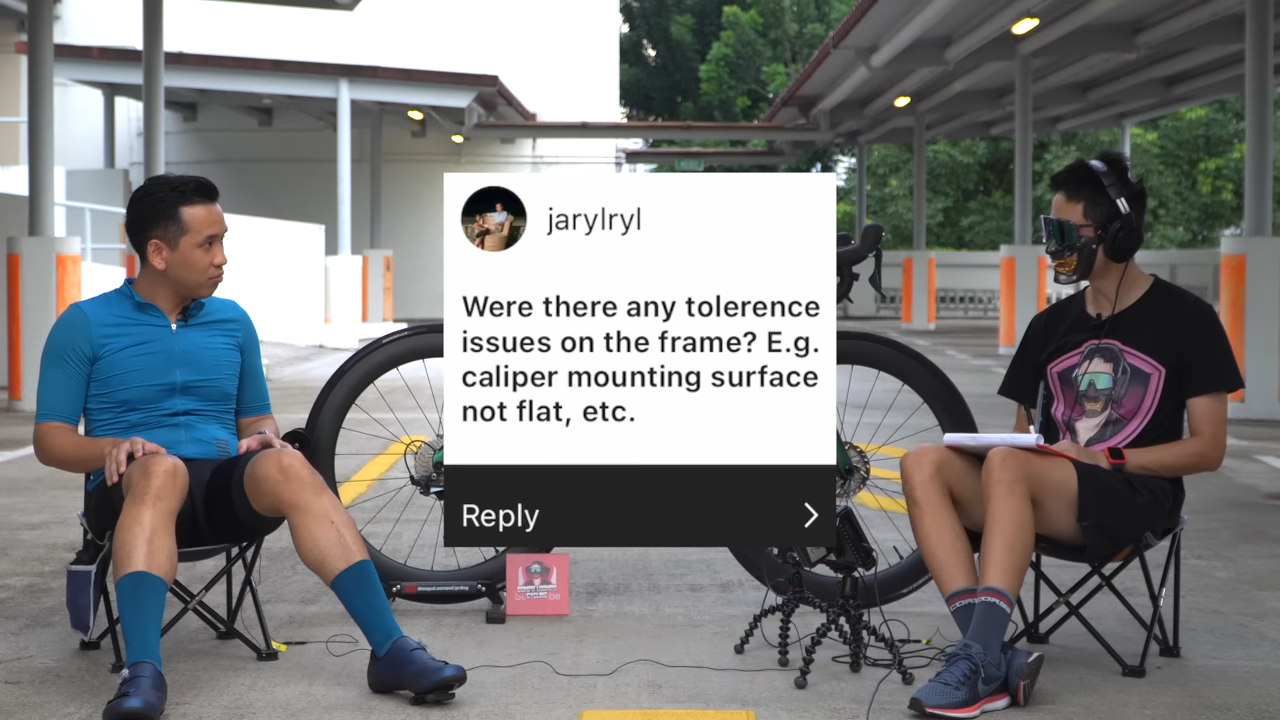 jarylryl
Were there any tolerence
issues on the frame? E.g.
caliper mounting surface
not flat, etc.
Reply